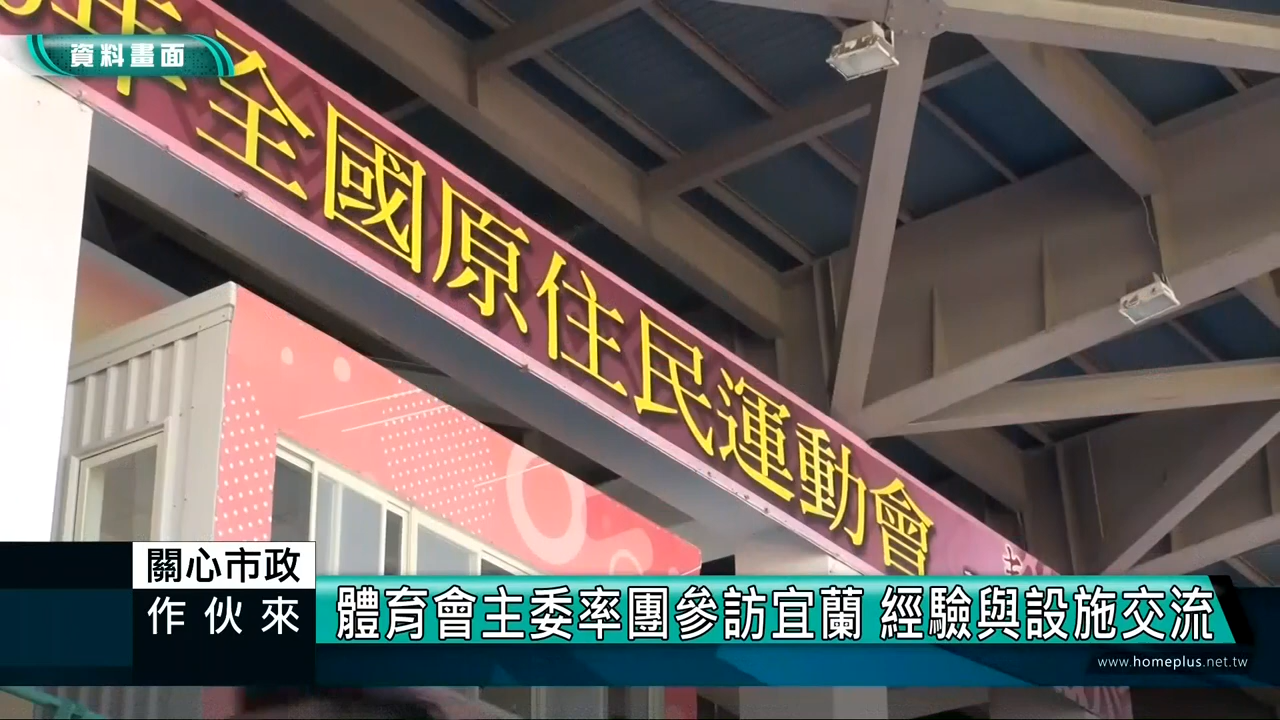 資料畫面
年全國原住民運動會
關心市政
作伙來
體育會主委率團參訪宜蘭 經驗與設施交流
www.homeplus.net.tw